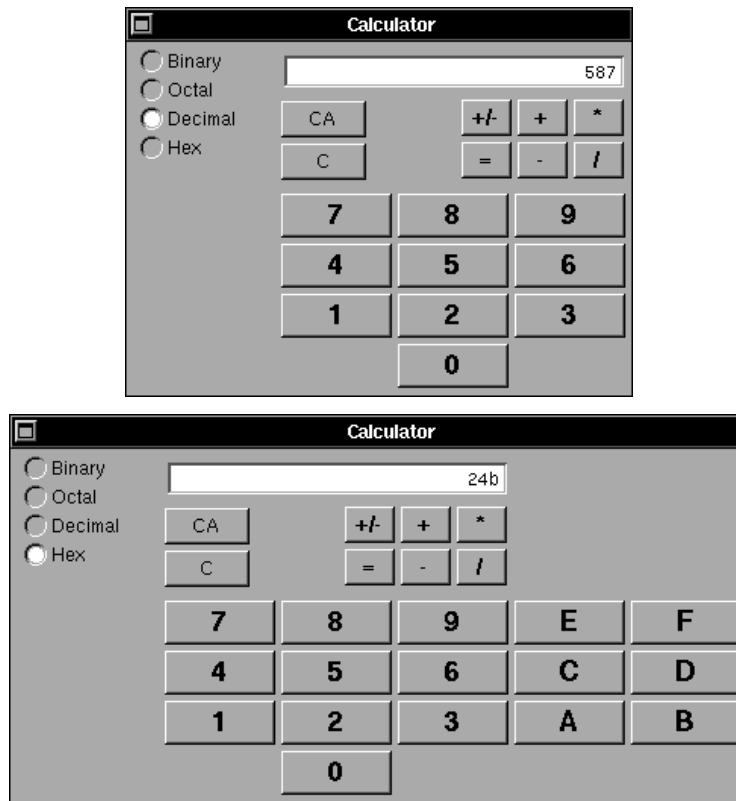 Calculator
Binary
587
Octal
Decimal CA +/- + *
Hex C = - /
7 8 9
4 5 6
1 2 3
0
Calculator
Binary
24b
Octal
Decimal CA +/- + *
Hex C = - /
7 8 9 E F
4 5 6 C D
1 2 3 A B
0